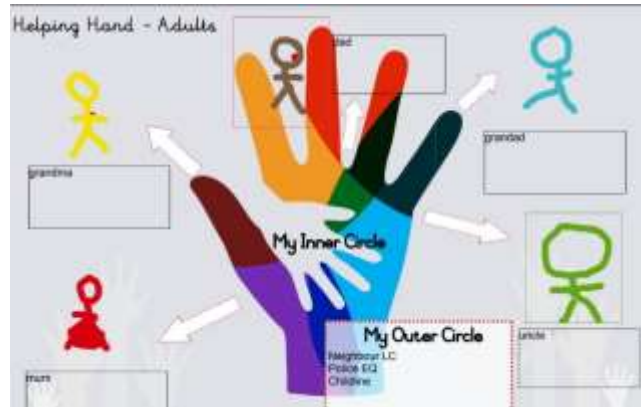 Helping Hand - Adults
dad
grandma
grandad
My Inner Circle
mum
My Outer Circle
Neighbour LC
Police EQ
Childline
uncle